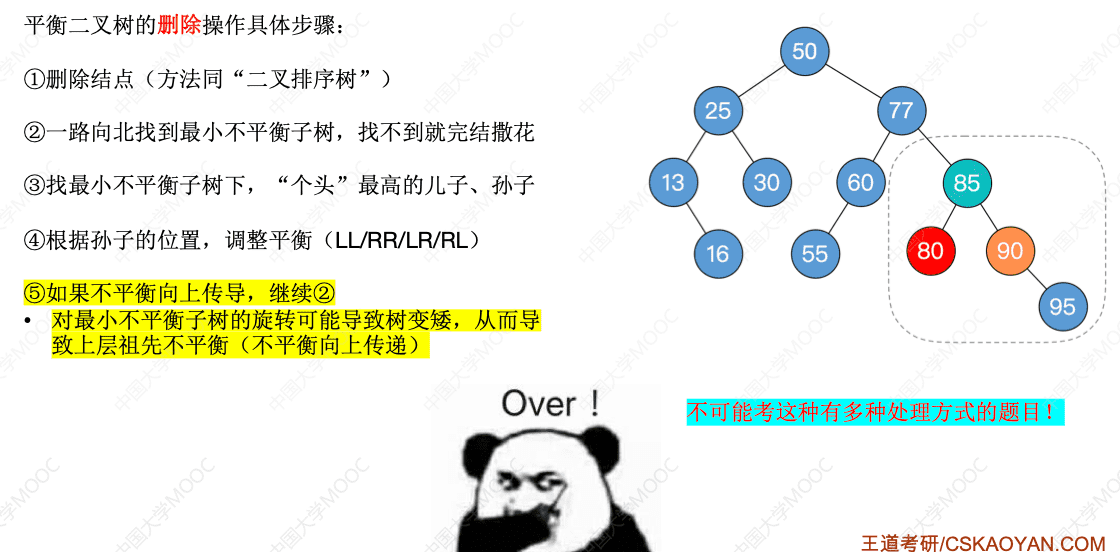 平衡二叉树的删除操作具体步骤：
①删除结点（方法同“二叉排序树”）
②一路向北找到最小不平衡子树，找不到就完结撒花
③找最小不平衡子树下，“个头”最高的儿子、孙子
④根据孙子的位置，调整平衡（LL/RR/LR/RL）
⑤如果不平衡向上传导，继续②
• 对最小不平衡子树的旋转可能导致树变矮，从而导
致上层祖先不平衡（不平衡向上传递）
50
25
77
13
30
60
85
16
55
80
90
95
Over！
不可能考这种有多种处理方式的题目！
王道考研/CSKAOYAN.COM
中国大学MOOC